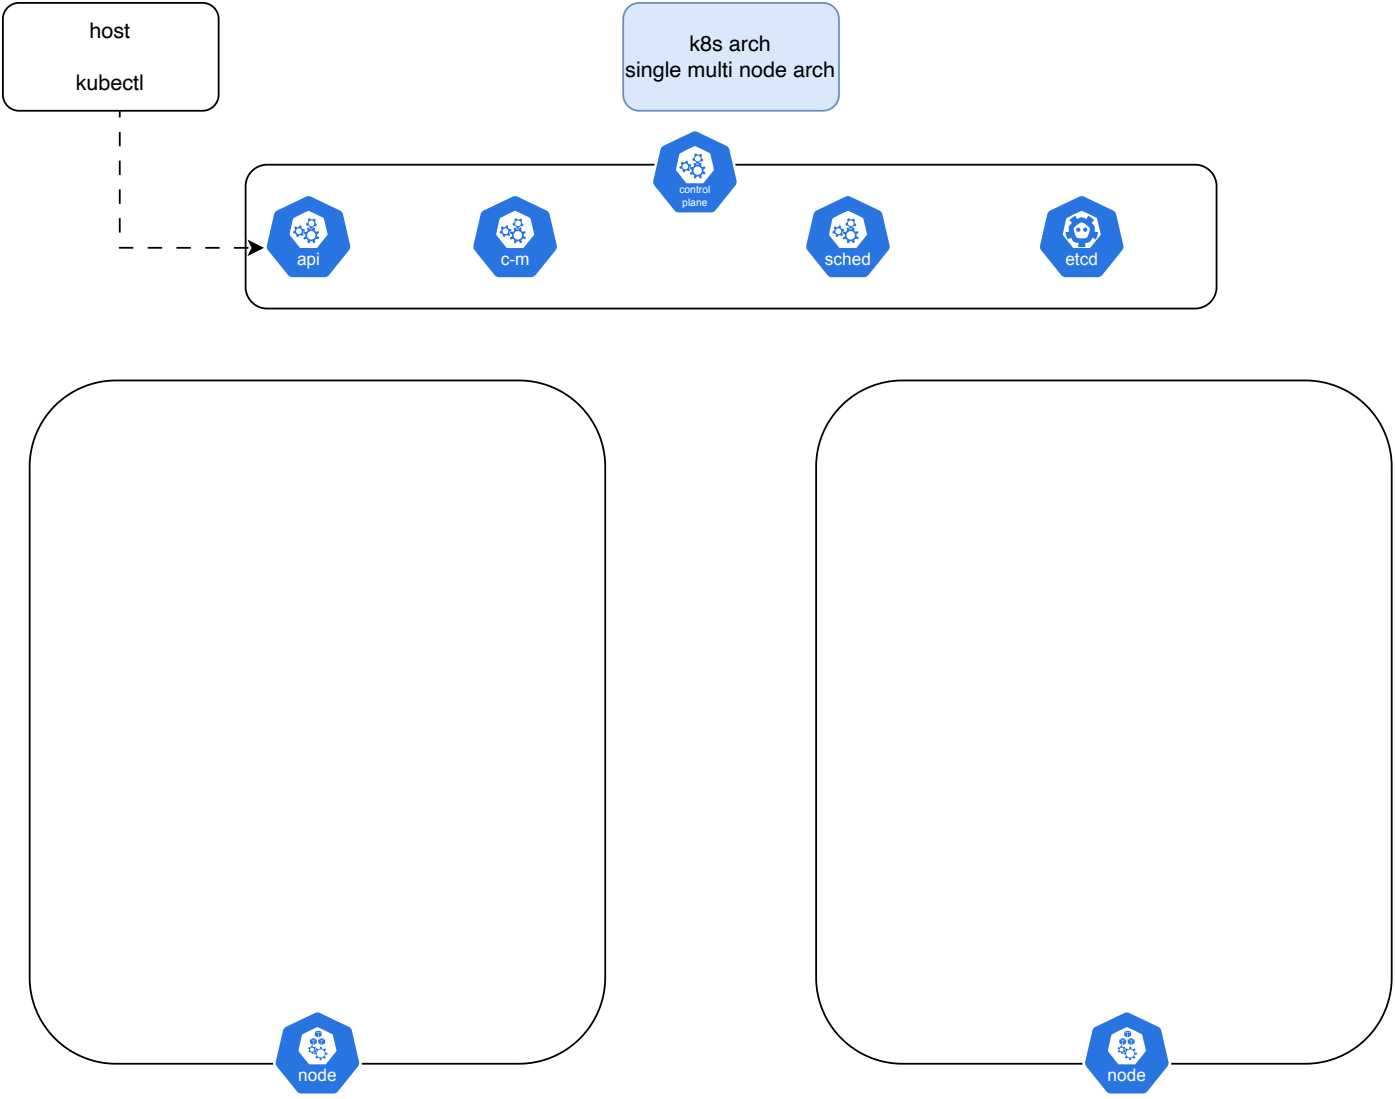 host
kubectl
k8s arch
single multi node arch
control
plane
api
c-m
sched
etcd
node
node